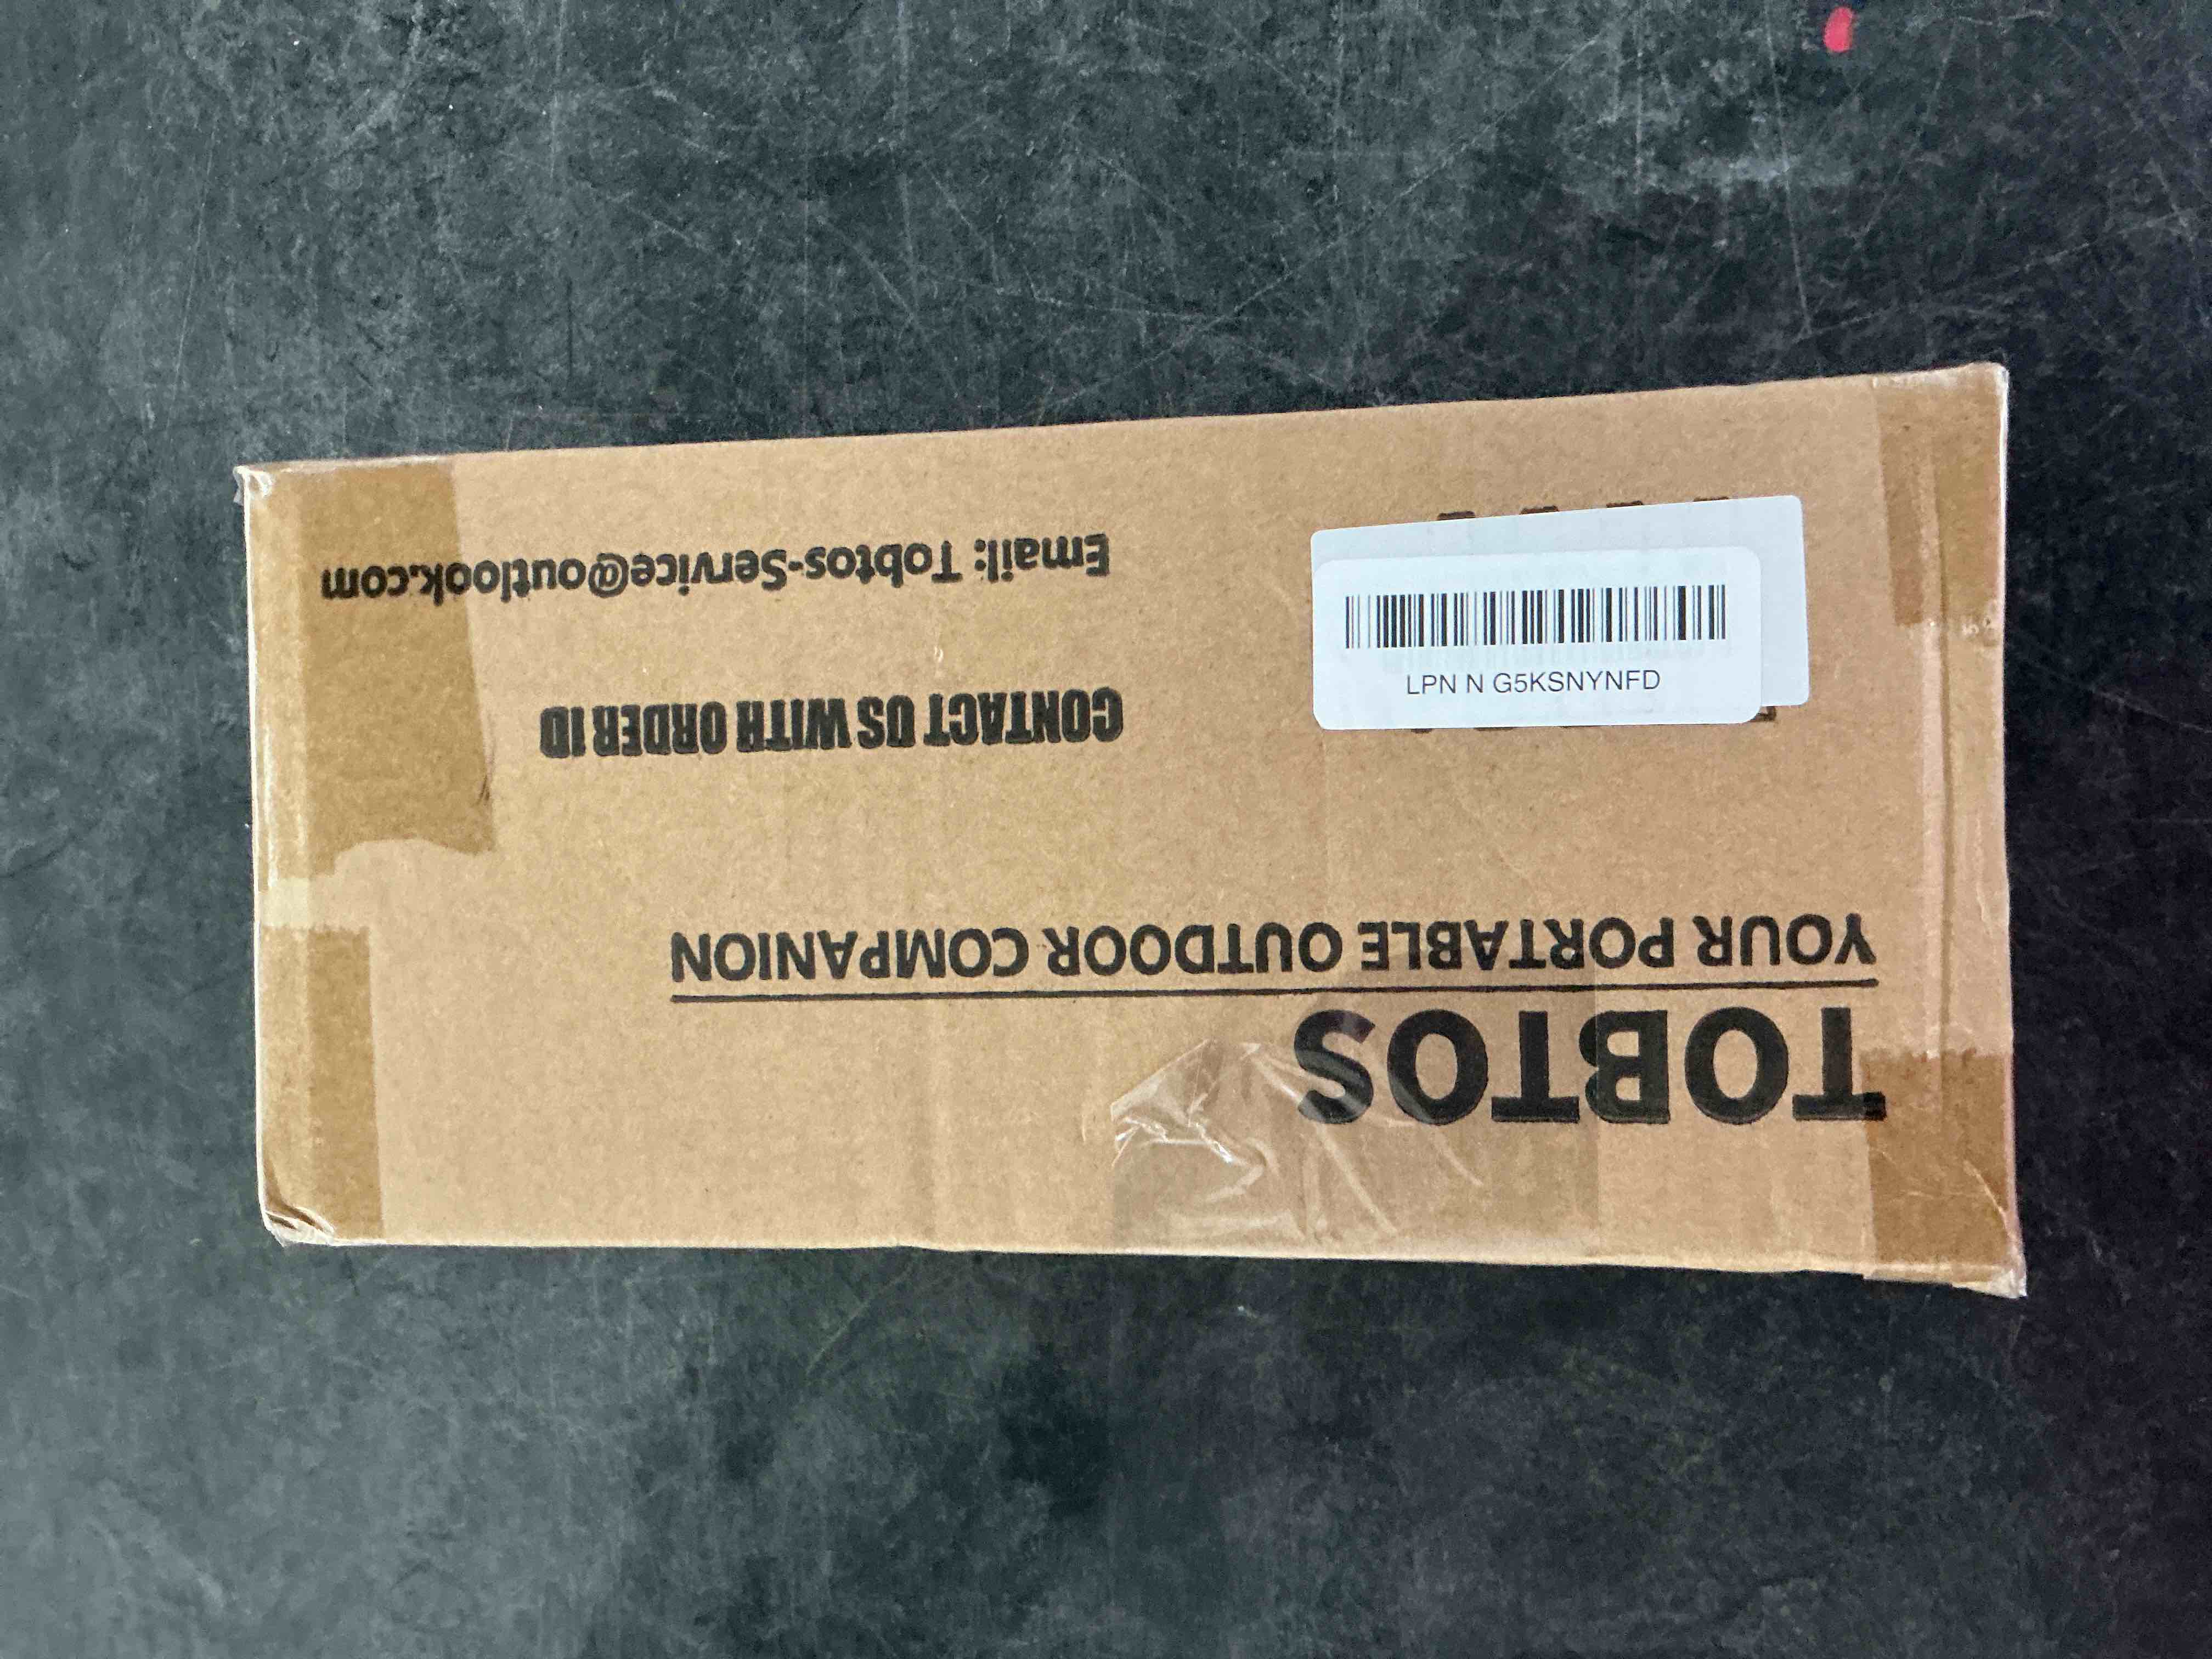 TOBTOS
YOUR PORTABLE OUTDOOR COMPANION
CONTACT US WITH ORDER ID
Email: Tobtos-Service@outlook.com
LPN N G5KSNYNFD